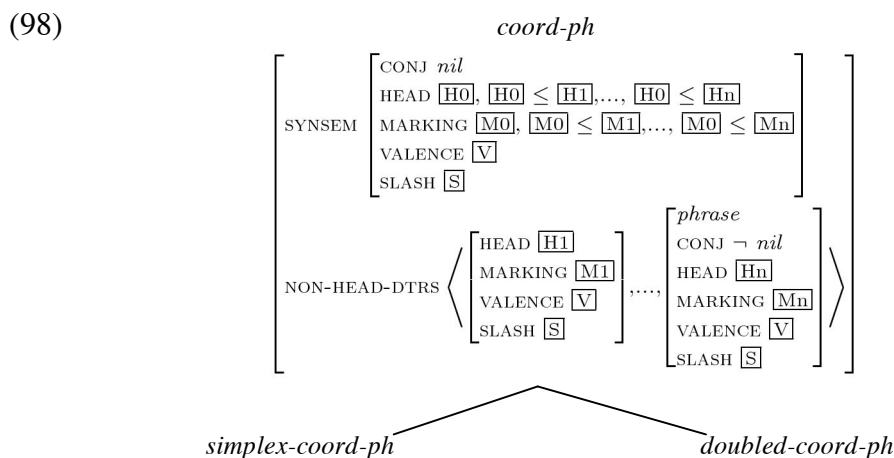 (98)
coord-ph
CONJ nil
HEAD H0, H0 ≤ H1,..., H0 ≤ Hn
SYNSEM MARKING M0, M0 ≤ M1,..., M0 ≤ Mn
VALENCE V
SLASH S
phrase
HEAD H1 CONJ ¬ nil
MARKING M1 HEAD Hn
NON-HEAD-DTRS ,..., MARKING Mn
VALENCE V VALENCE V
SLASH S SLASH S
simplex-coord-ph doubled-coord-ph